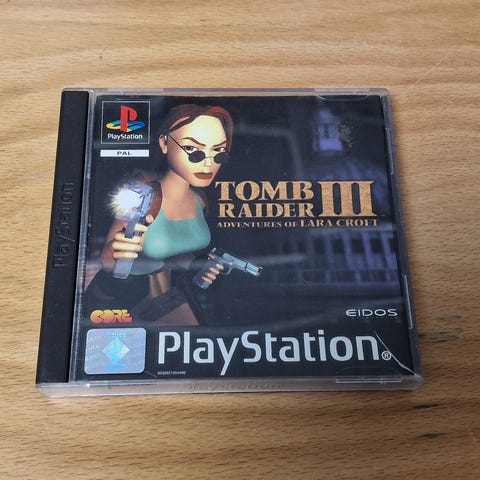 PlayStation
PlayStation
PAL
TOMB
RAIDER III
ADVENTURES OF LARA CROFT
CORE
EIDOS
PlayStation®